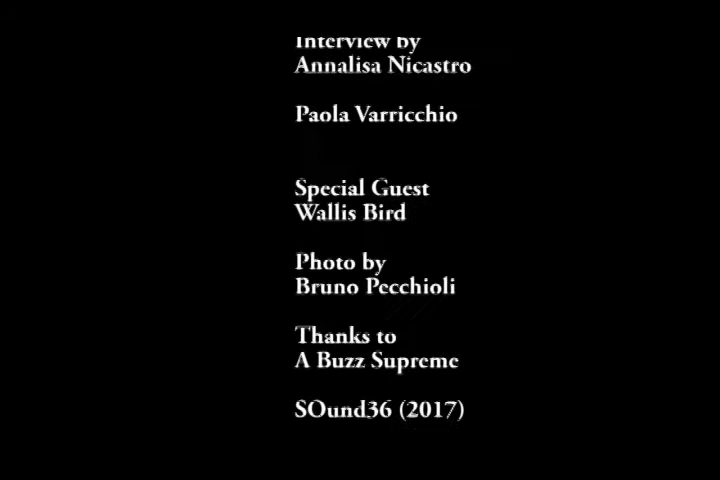 Interview by
Annalisa Nicastro
Paola Varricchio
Special Guest
Wallis Bird
Photo by
Bruno Pecchioli
Thanks to
A Buzz Supreme
SOund36 (2017)